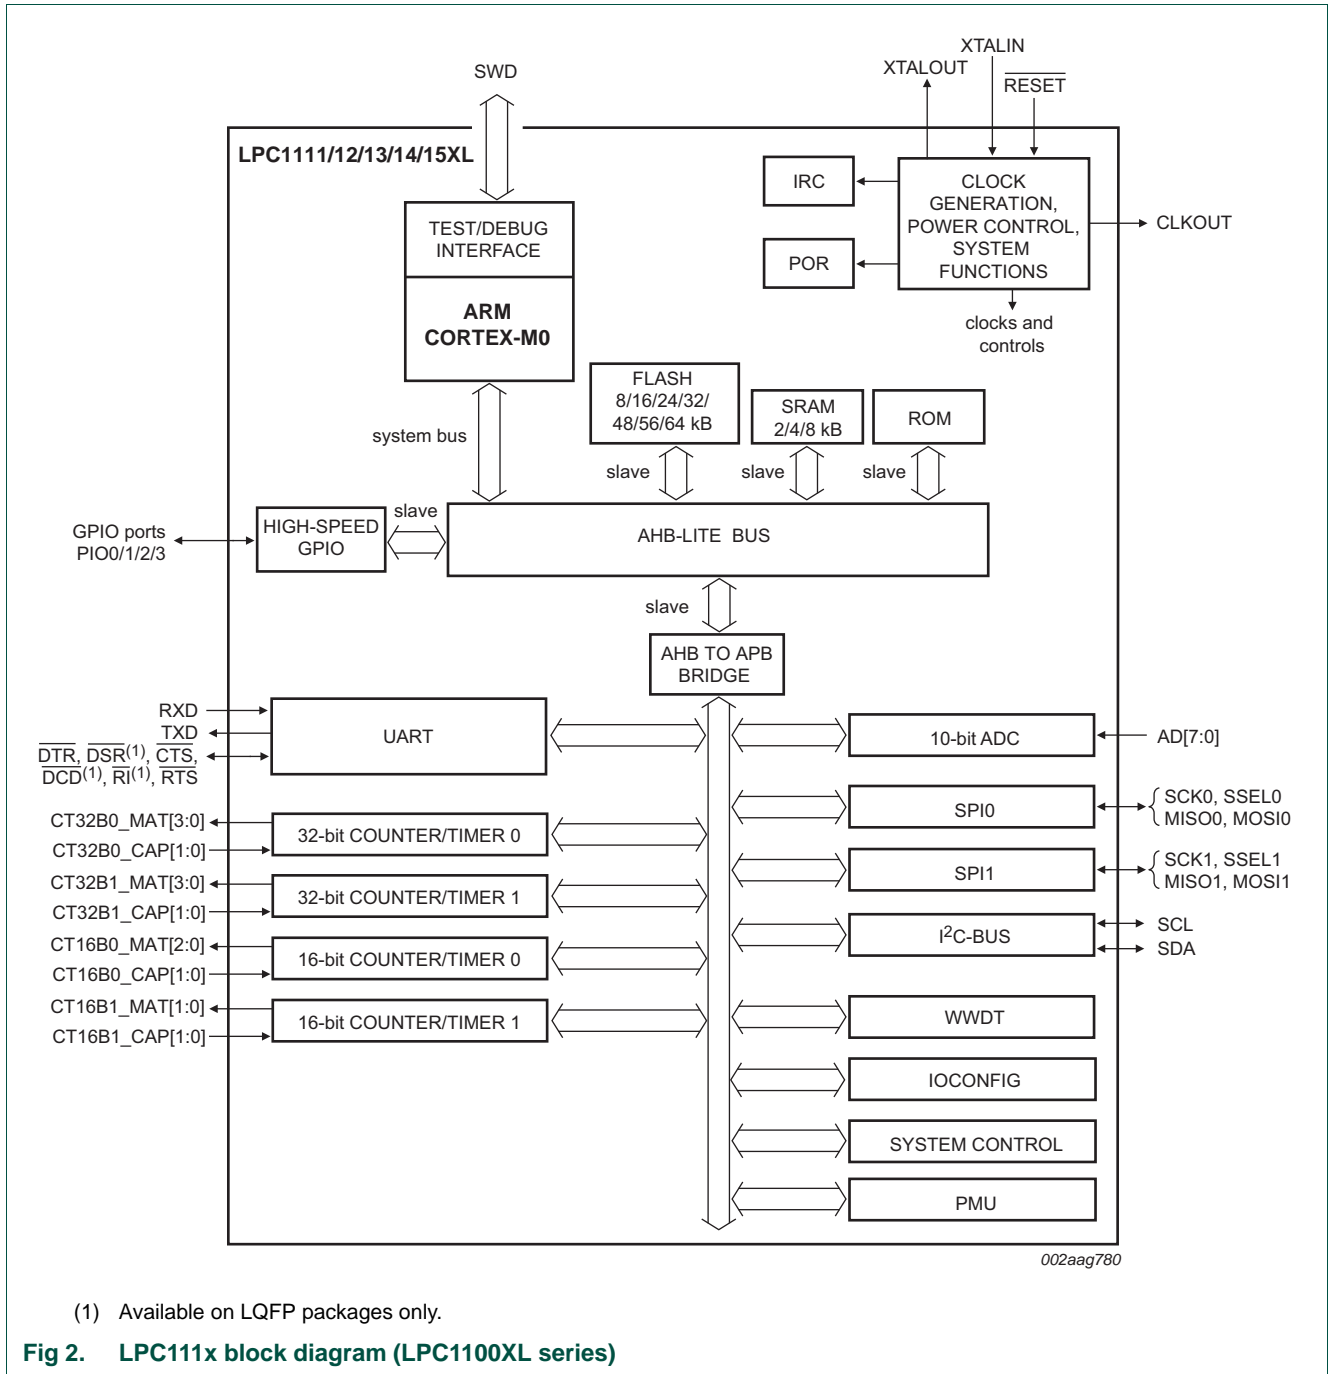 XTALIN
XTALOUT
RESET
SWD
LPC1111/12/13/14/15XL
TEST/DEBUG
INTERFACE
ARM
CORTEX-M0
IRC
POR
CLOCK
GENERATION,
POWER CONTROL,
SYSTEM
FUNCTIONS
CLKOUT
clocks and
controls
FLASH
8/16/24/32/
48/56/64 kB
SRAM
2/4/8 kB
ROM
system bus
slave
slave
slave
GPIO ports
PIO0/1/2/3
HIGH-SPEED
GPIO
slave
AHB-LITE BUS
slave
AHB TO APB
BRIDGE
RXD
TXD
DTR, DSR(1), CTS,
DCD(1), RI(1), RTS
UART
CT32B0_MAT[3:0]
CT32B0_CAP[1:0]
32-bit COUNTER/TIMER 0
CT32B1_MAT[3:0]
CT32B1_CAP[1:0]
32-bit COUNTER/TIMER 1
CT16B0_MAT[2:0]
CT16B0_CAP[1:0]
16-bit COUNTER/TIMER 0
CT16B1_MAT[1:0]
CT16B1_CAP[1:0]
16-bit COUNTER/TIMER 1
10-bit ADC
AD[7:0]
SPI0
SCK0, SSEL0
MISO0, MOSI0
SPI1
SCK1, SSEL1
MISO1, MOSI1
I2C-BUS
SCL
SDA
WWDT
IOCONFIG
SYSTEM CONTROL
PMU
002aag780
(1) Available on LQFP packages only.
Fig 2. LPC111x block diagram (LPC1100XL series)